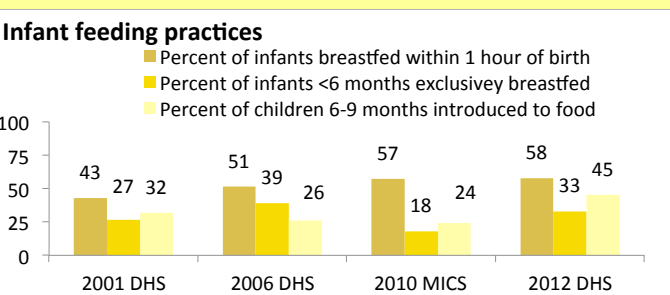 Infant feeding practices
Percent of infants breastfed within 1 hour of birth
Percent of infants <6 months exclusivey breastfed
Percent of children 6-9 months introduced to food
100
75
50
25
0
43 27 32
51 39 26
57 18 24
58 33 45
2001 DHS 2006 DHS 2010 MICS 2012 DHS